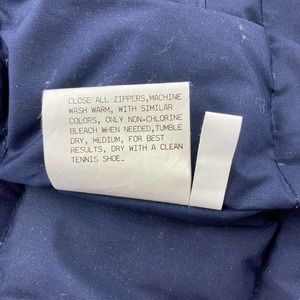 CLOSE ALL ZIPPERS,MACHINE
WASH WARM, WITH SIMILAR
COLORS, ONLY NON-CHLORINE
BLEACH WHEN NEEDED,TUMBLE
DRY, MEDIUM, FOR BEST
RESULTS, DRY WITH A CLEAN
TENNIS SHOE.